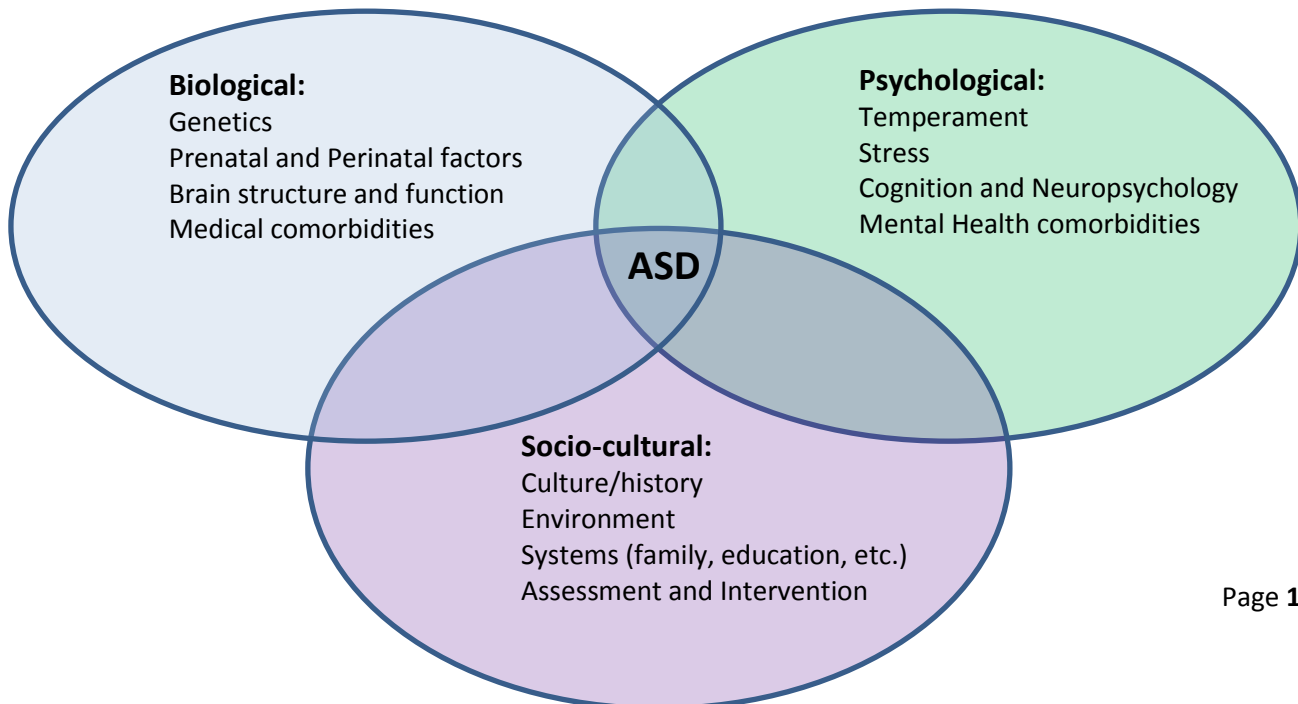 Biological:
Genetics
Prenatal and Perinatal factors
Brain structure and function
Medical comorbidities
Psychological:
Temperament
Stress
Cognition and Neuropsychology
Mental Health comorbidities
ASD
Socio-cultural:
Culture/history
Environment
Systems (family, education, etc.)
Assessment and Intervention
Page 1